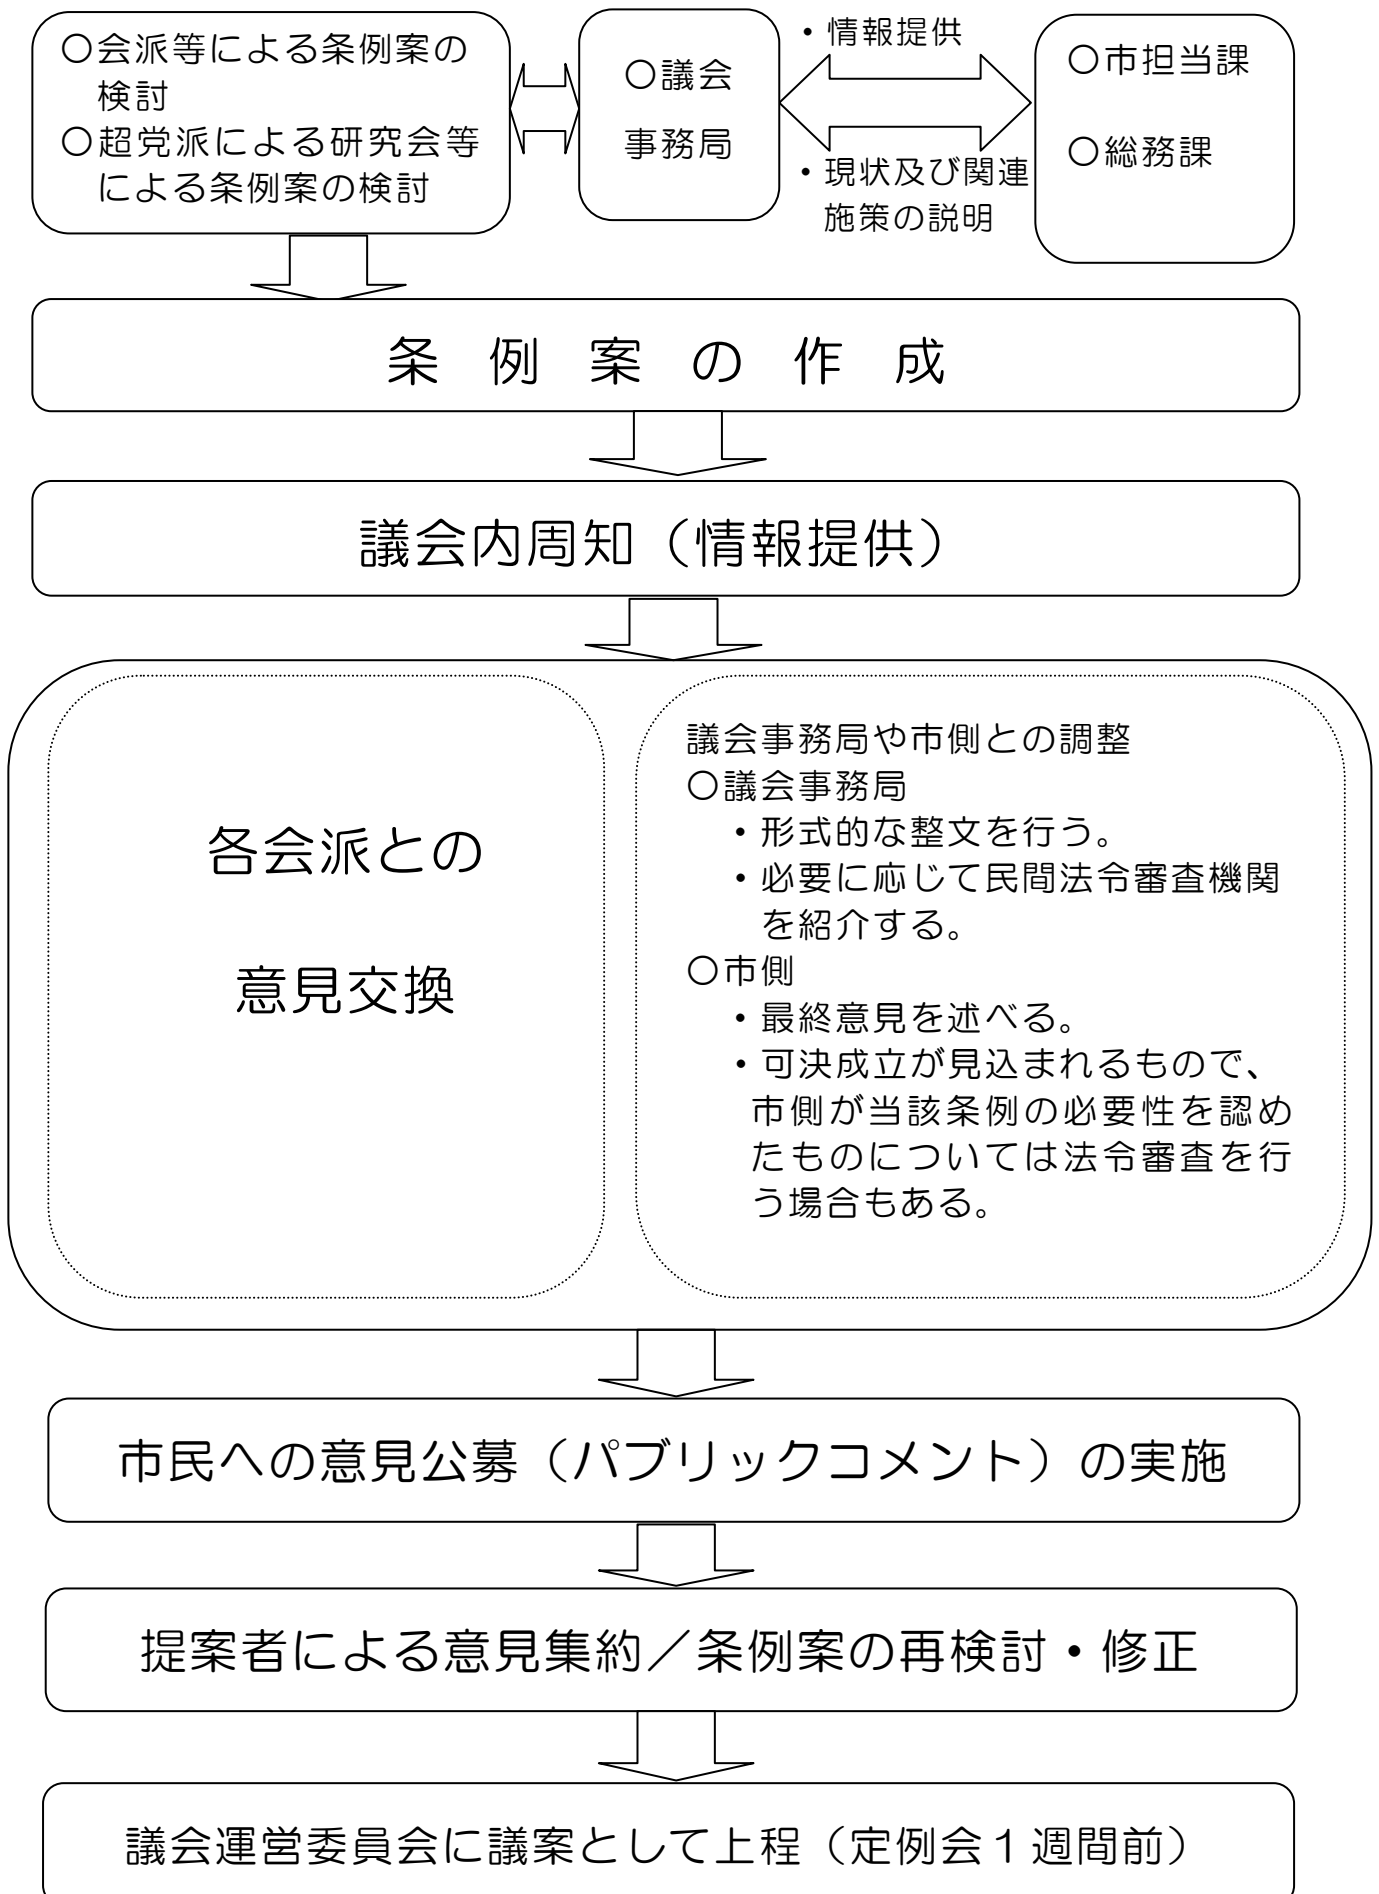 〇会派等による条例案の
検討
〇超党派による研究会等
による条例案の検討
〇議会
事務局
・情報提供
・現状及び関連
施策の説明
〇市担当課
〇総務課
条例案の作成
議会内周知（情報提供）
各会派との
意見交換
議会事務局や市側との調整
〇議会事務局
・形式的な整文を行う。
・必要に応じて民間法令審査機関
を紹介する。
〇市側
・最終意見を述べる。
・可決成立が見込まれるもので、
市側が当該条例の必要性を認め
たものについては法令審査を行
う場合もある。
市民への意見公募（パブリックコメント）の実施
提案者による意見集約／条例案の再検討・修正
議会運営委員会に議案として上程（定例会１週間前）